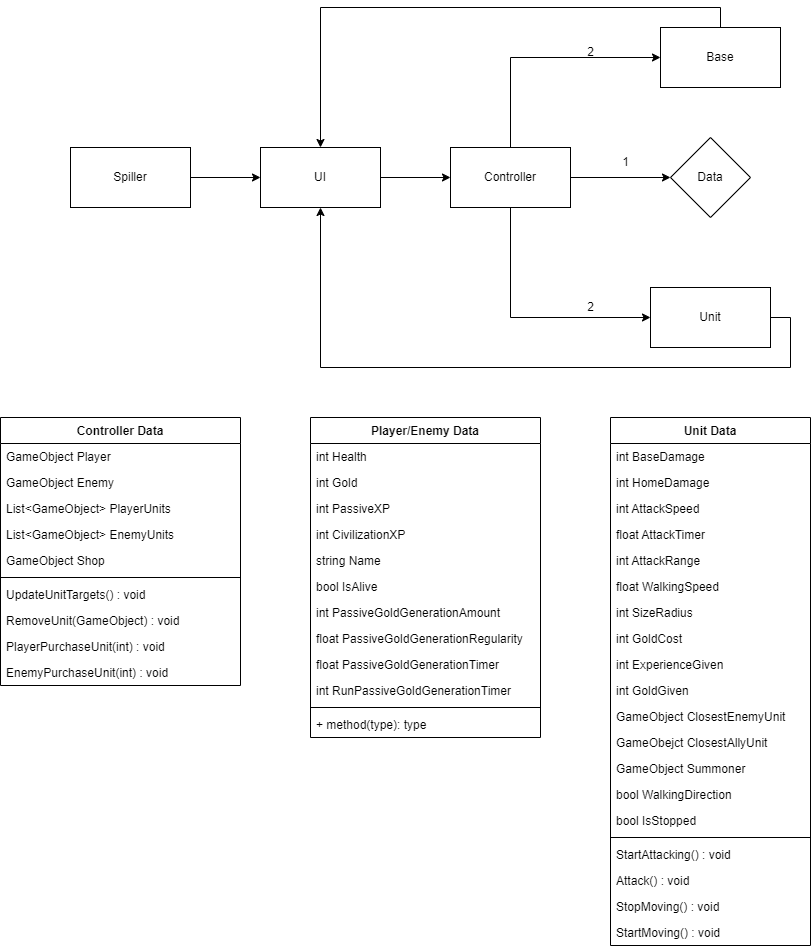 2
Base
Spiller
UI
Controller
1
Data
2
Unit
Controller Data
GameObject Player
GameObject Enemy
List<GameObject> PlayerUnits
List<GameObject> EnemyUnits
GameObject Shop
UpdateUnitTargets() : void
RemoveUnit(GameObject) : void
PlayerPurchaseUnit(int) : void
EnemyPurchaseUnit(int) : void
Player/Enemy Data
int Health
int Gold
int PassiveXP
int CivilizationXP
string Name
bool IsAlive
int PassiveGoldGenerationAmount
float PassiveGoldGenerationRegularity
float PassiveGoldGenerationTimer
int RunPassiveGoldGenerationTimer
+ method(type): type
Unit Data
int BaseDamage
int HomeDamage
int AttackSpeed
float AttackTimer
int AttackRange
float WalkingSpeed
int SizeRadius
int GoldCost
int ExperienceGiven
int GoldGiven
GameObject ClosestEnemyUnit
GameObejct ClosestAllyUnit
GameObject Summoner
bool WalkingDirection
bool IsStopped
StartAttacking() : void
Attack() : void
StopMoving() : void
StartMoving() : void